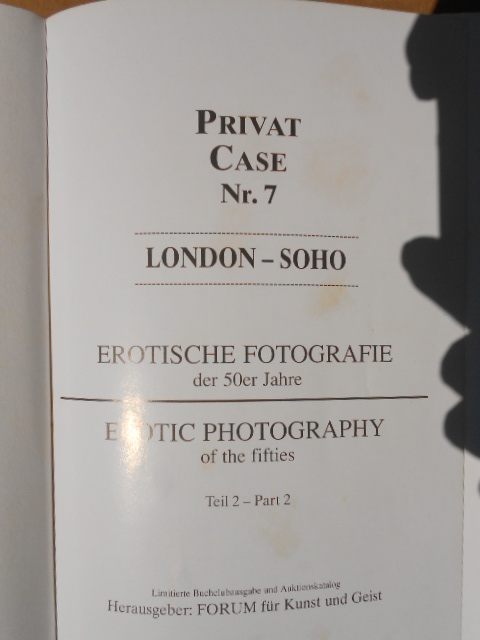 PRIVAT
CASE
Nr. 7
LONDON – SOHO
EROTISCHE FOTOGRAFIE
der 50er Jahre
EROTIC PHOTOGRAPHY
of the fifties
Teil 2 – Part 2
Limitierte Buchclubausgabe und Auktionskatalog
Herausgeber: FORUM für Kunst und Geist